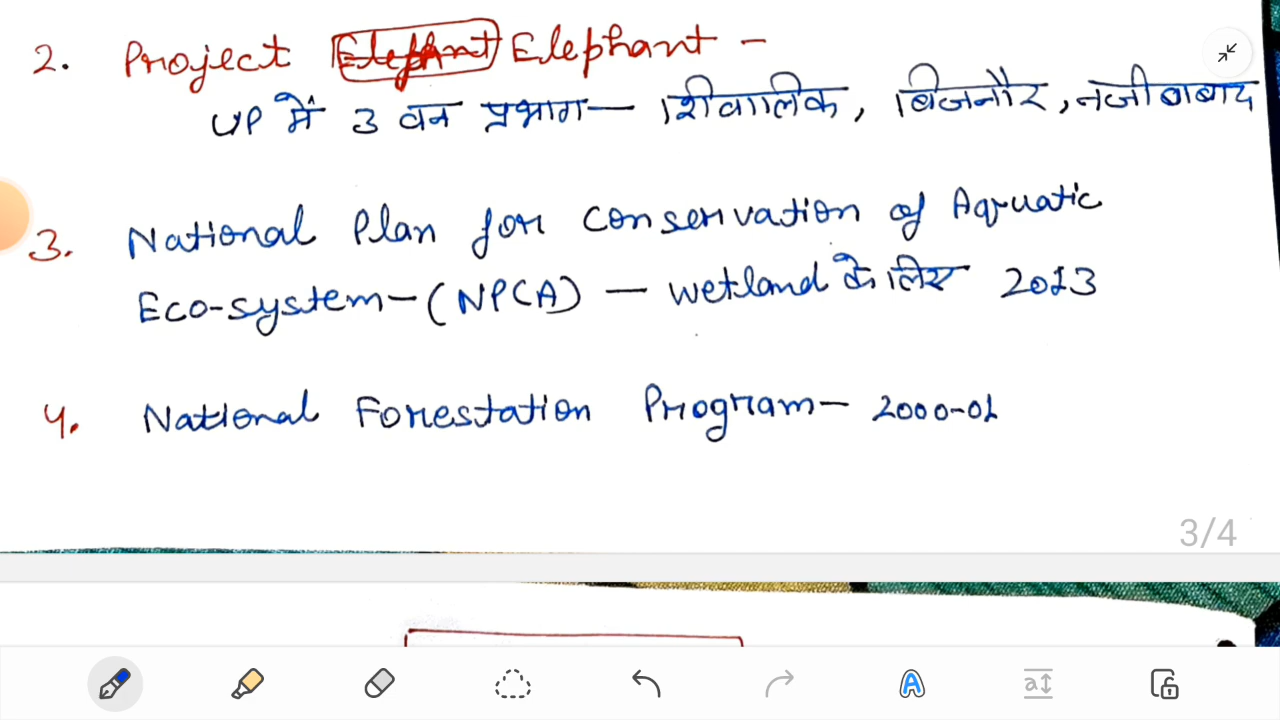 2. Project Elephant Elephant –
UP में 3 वन प्रभाग – शिवालिक, बिजनौर, नजीबाबाद
3. National Plan for Conservation of Aquatic
Eco-system – (NPCA) – wetland के लिए 2013
4. National Forestation Program – 2000-01
3/4
A
a